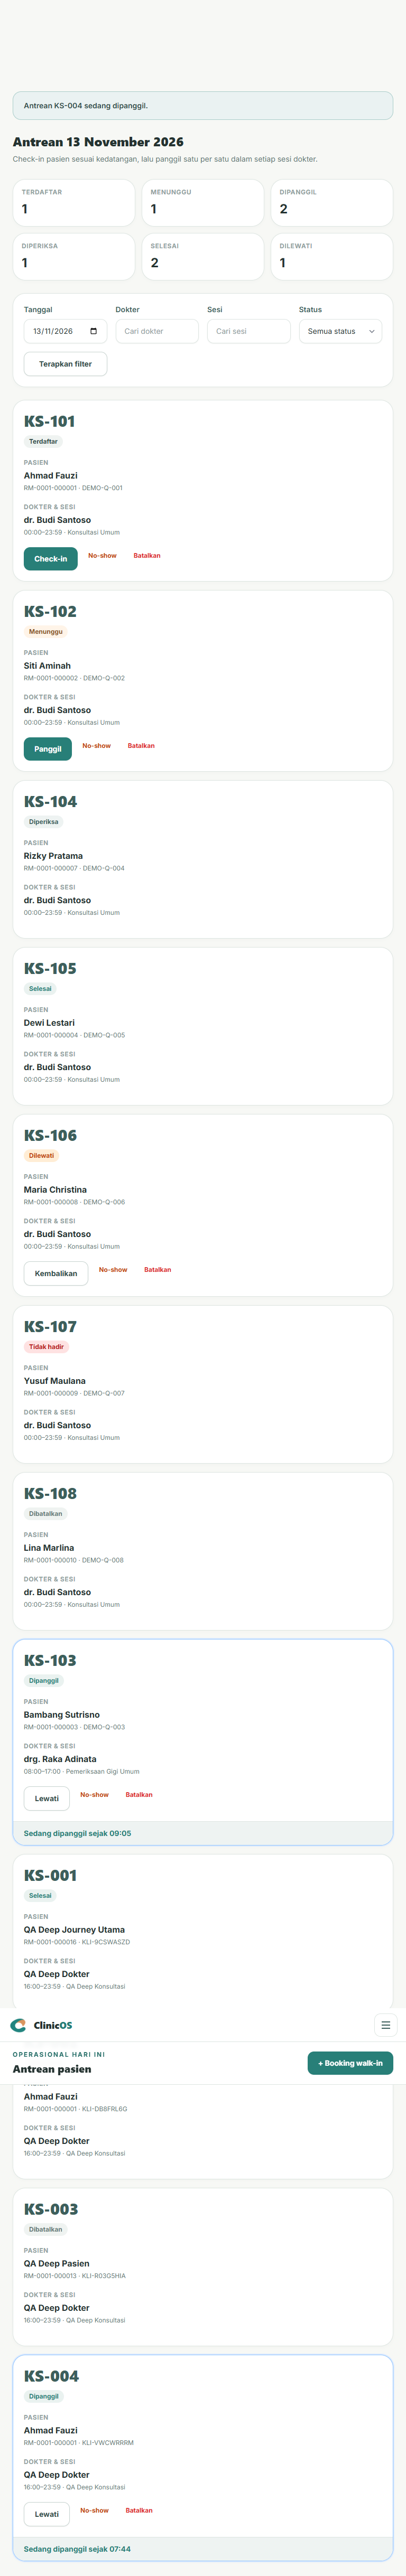 Antrean KS-004 sedang dipanggil.
Antrean 13 November 2026
Check-in pasien sesuai kedatangan, lalu panggil satu per satu dalam setiap sesi dokter.
TERDAFTAR
1
MENUNGGU
1
DIPANGGIL
2
DIPERIKSA
1
SELESAI
2
DILEWATI
1
Tanggal
13/11/2026
Dokter
Cari dokter
Sesi
Cari sesi
Status
Semua status
Terapkan filter
KS-101
Terdaftar
PASIEN
Ahmad Fauzi
RM-0001-000001 · DEMO-Q-001
DOKTER & SESI
dr. Budi Santoso
00:00–23:59 · Konsultasi Umum
Check-in No-show Batalkan
KS-102
Menunggu
PASIEN
Siti Aminah
RM-0001-000002 · DEMO-Q-002
DOKTER & SESI
dr. Budi Santoso
00:00–23:59 · Konsultasi Umum
Panggil No-show Batalkan
KS-104
Diperiksa
PASIEN
Rizky Pratama
RM-0001-000007 · DEMO-Q-004
DOKTER & SESI
dr. Budi Santoso
00:00–23:59 · Konsultasi Umum
KS-105
Selesai
PASIEN
Dewi Lestari
RM-0001-000004 · DEMO-Q-005
DOKTER & SESI
dr. Budi Santoso
00:00–23:59 · Konsultasi Umum
KS-106
Dilewati
PASIEN
Maria Christina
RM-0001-000008 · DEMO-Q-006
DOKTER & SESI
dr. Budi Santoso
00:00–23:59 · Konsultasi Umum
Kembalikan No-show Batalkan
KS-107
Tidak hadir
PASIEN
Yusuf Maulana
RM-0001-000009 · DEMO-Q-007
DOKTER & SESI
dr. Budi Santoso
00:00–23:59 · Konsultasi Umum
KS-108
Dibatalkan
PASIEN
Lina Marlina
RM-0001-000010 · DEMO-Q-008
DOKTER & SESI
dr. Budi Santoso
00:00–23:59 · Konsultasi Umum
KS-103
Dipanggil
PASIEN
Bambang Sutrisno
RM-0001-000003 · DEMO-Q-003
DOKTER & SESI
drg. Raka Adinata
08:00–17:00 · Pemeriksaan Gigi Umum
Lewati No-show Batalkan
Sedang dipanggil sejak 09:05
KS-001
Selesai
PASIEN
QA Deep Journey Utama
RM-0001-000016 · KLI-9CSWASZD
DOKTER & SESI
QA Deep Dokter
16:00–23:59 · QA Deep Konsultasi
ClinicOS
OPERASIONAL HARI INI
Antrean pasien
+ Booking walk-in
Ahmad Fauzi
RM-0001-000001 · KLI-DB8FRL6G
DOKTER & SESI
QA Deep Dokter
16:00–23:59 · QA Deep Konsultasi
KS-003
Dibatalkan
PASIEN
QA Deep Pasien
RM-0001-000013 · KLI-R03G5HIA
DOKTER & SESI
QA Deep Dokter
16:00–23:59 · QA Deep Konsultasi
KS-004
Dipanggil
PASIEN
Ahmad Fauzi
RM-0001-000001 · KLI-VWCWRRRM
DOKTER & SESI
QA Deep Dokter
16:00–23:59 · QA Deep Konsultasi
Lewati No-show Batalkan
Sedang dipanggil sejak 07:44